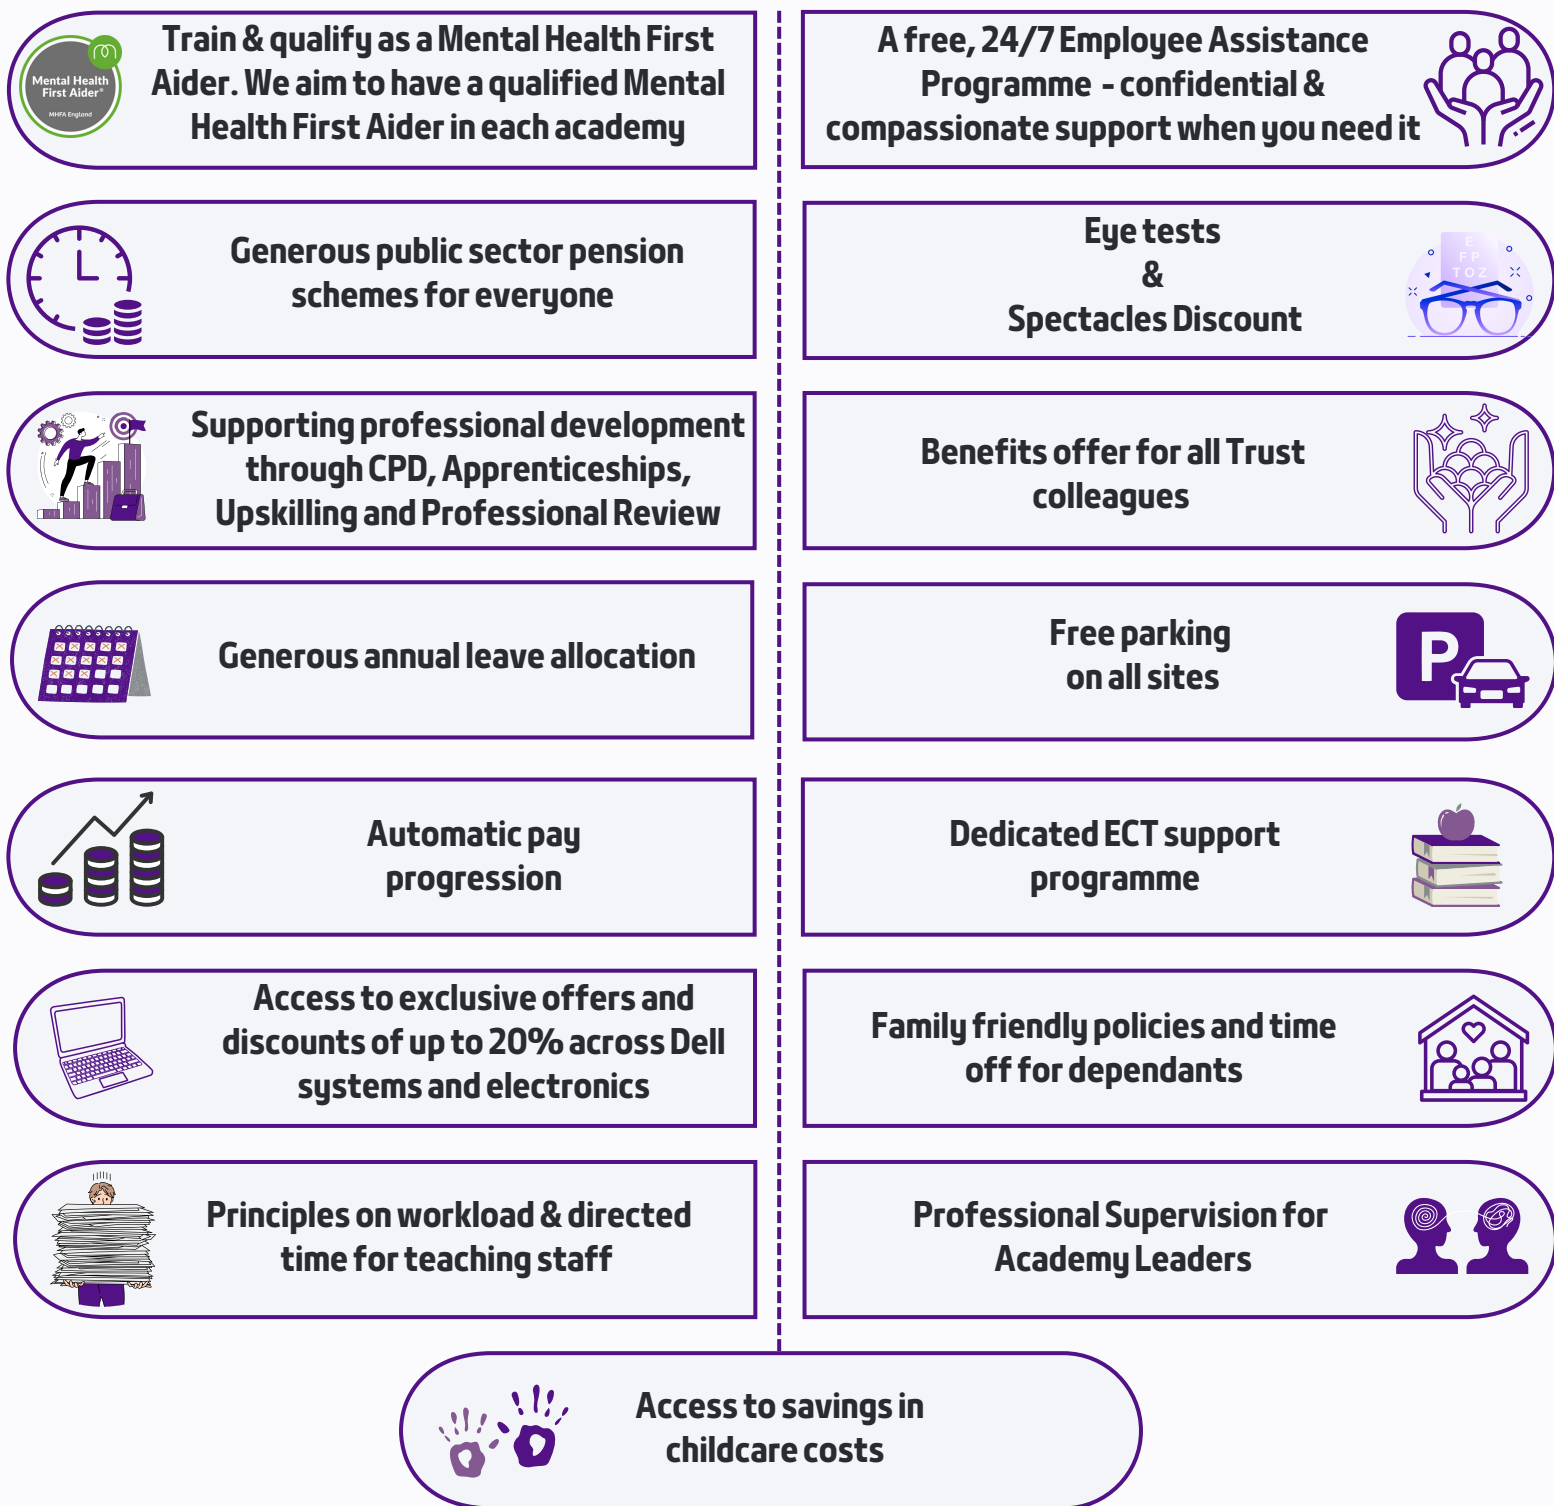 Mental Health
First Aider®
MHFA England
Train & qualify as a Mental Health First
Aider. We aim to have a qualified Mental
Health First Aider in each academy
A free, 24/7 Employee Assistance
Programme - confidential &
compassionate support when you need it
Generous public sector pension
schemes for everyone
Eye tests
&
Spectacles Discount
E
F P
T O Z
Supporting professional development
through CPD, Apprenticeships,
Upskilling and Professional Review
Benefits offer for all Trust
colleagues
Generous annual leave allocation
Free parking
on all sites
P
Automatic pay
progression
Dedicated ECT support
programme
Access to exclusive offers and
discounts of up to 20% across Dell
systems and electronics
Family friendly policies and time
off for dependants
Principles on workload & directed
time for teaching staff
Professional Supervision for
Academy Leaders
Access to savings in
childcare costs